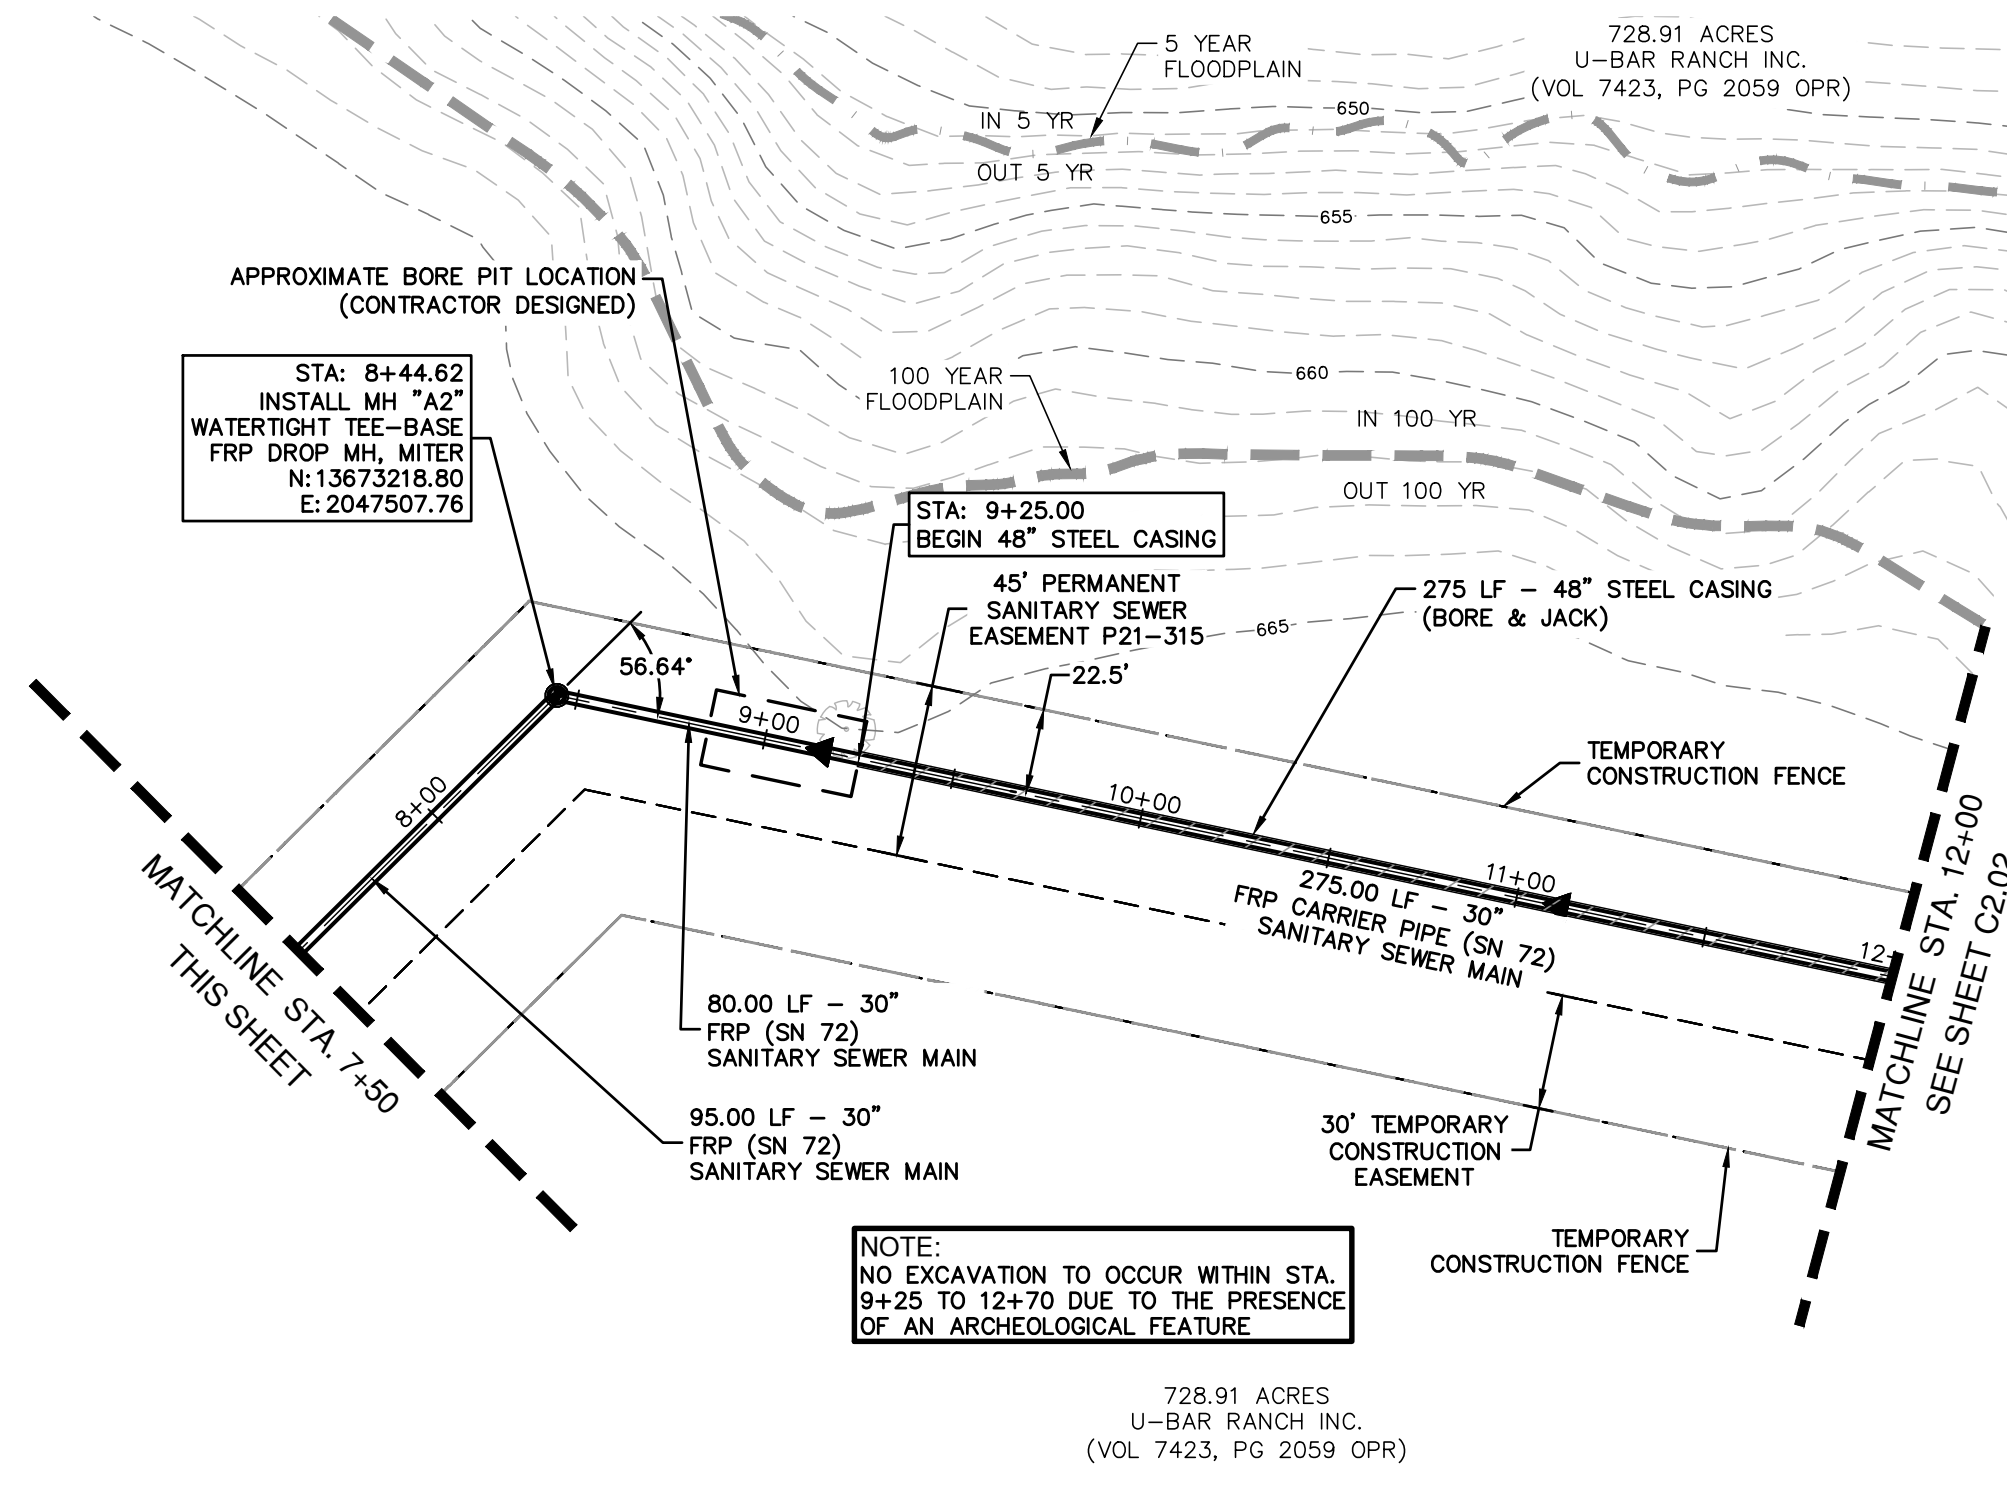 728.91 ACRES
U-BAR RANCH INC.
(VOL 7423, PG 2059 OPR)
5 YEAR
FLOODPLAIN
650
IN 5 YR
OUT 5 YR
655
APPROXIMATE BORE PIT LOCATION
(CONTRACTOR DESIGNED)
STA: 8+44.62
INSTALL MH "A2"
WATERTIGHT TEE-BASE
FRP DROP MH, MITER
N:13673218.80
E:2047507.76
100 YEAR
FLOODPLAIN
660
IN 100 YR
OUT 100 YR
STA: 9+25.00
BEGIN 48" STEEL CASING
45' PERMANENT
SANITARY SEWER
EASEMENT P21-315
275 LF - 48" STEEL CASING
(BORE & JACK)
665
56.64°
22.5'
9+00
TEMPORARY
CONSTRUCTION FENCE
8+00
10+00
11+00
12+
275.00 LF - 30"
FRP CARRIER PIPE (SN 72)
SANITARY SEWER MAIN
MATCHLINE STA. 12+00
SEE SHEET C2.02
MATCHLINE STA. 7+50
THIS SHEET
80.00 LF - 30"
FRP (SN 72)
SANITARY SEWER MAIN
95.00 LF - 30"
FRP (SN 72)
SANITARY SEWER MAIN
30' TEMPORARY
CONSTRUCTION
EASEMENT
TEMPORARY
CONSTRUCTION FENCE
NOTE:
NO EXCAVATION TO OCCUR WITHIN STA.
9+25 TO 12+70 DUE TO THE PRESENCE
OF AN ARCHEOLOGICAL FEATURE
728.91 ACRES
U-BAR RANCH INC.
(VOL 7423, PG 2059 OPR)